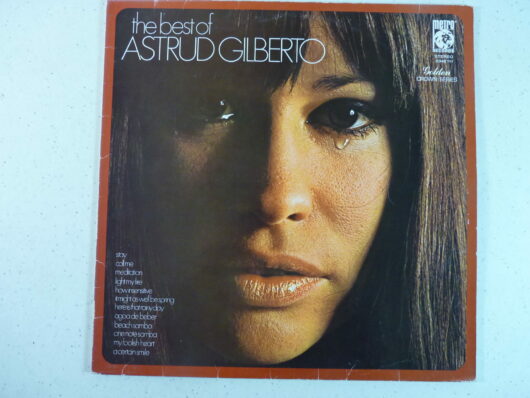 the best of
ASTRUD GILBERTO
metro
STEREO
Golden
CROWN SERIES
stay
call me
meditation
light my fire
how insensitive
it might as well be spring
here is that rainy day
agoa de beber
beach samba
one note samba
my foolish heart
a certain smile